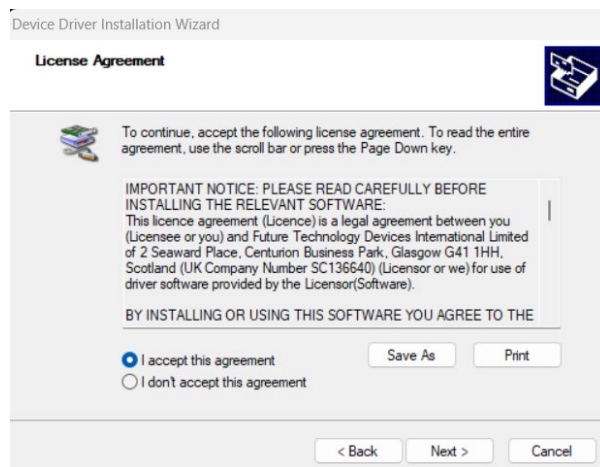 Device Driver Installation Wizard
License Agreement
To continue, accept the following license agreement. To read the entire
agreement, use the scroll bar or press the Page Down key.
IMPORTANT NOTICE: PLEASE READ CAREFULLY BEFORE
INSTALLING THE RELEVANT SOFTWARE:
This licence agreement (Licence) is a legal agreement between you
(Licensee or you) and Future Technology Devices International Limited
of 2 Seaward Place, Centurion Business Park, Glasgow G41 1HH,
Scotland (UK Company Number SC136640) (Licensor or we) for use of
driver software provided by the Licensor(Software).
BY INSTALLING OR USING THIS SOFTWARE YOU AGREE TO THE
I accept this agreement
Save As
Print
I don't accept this agreement
< Back
Next >
Cancel